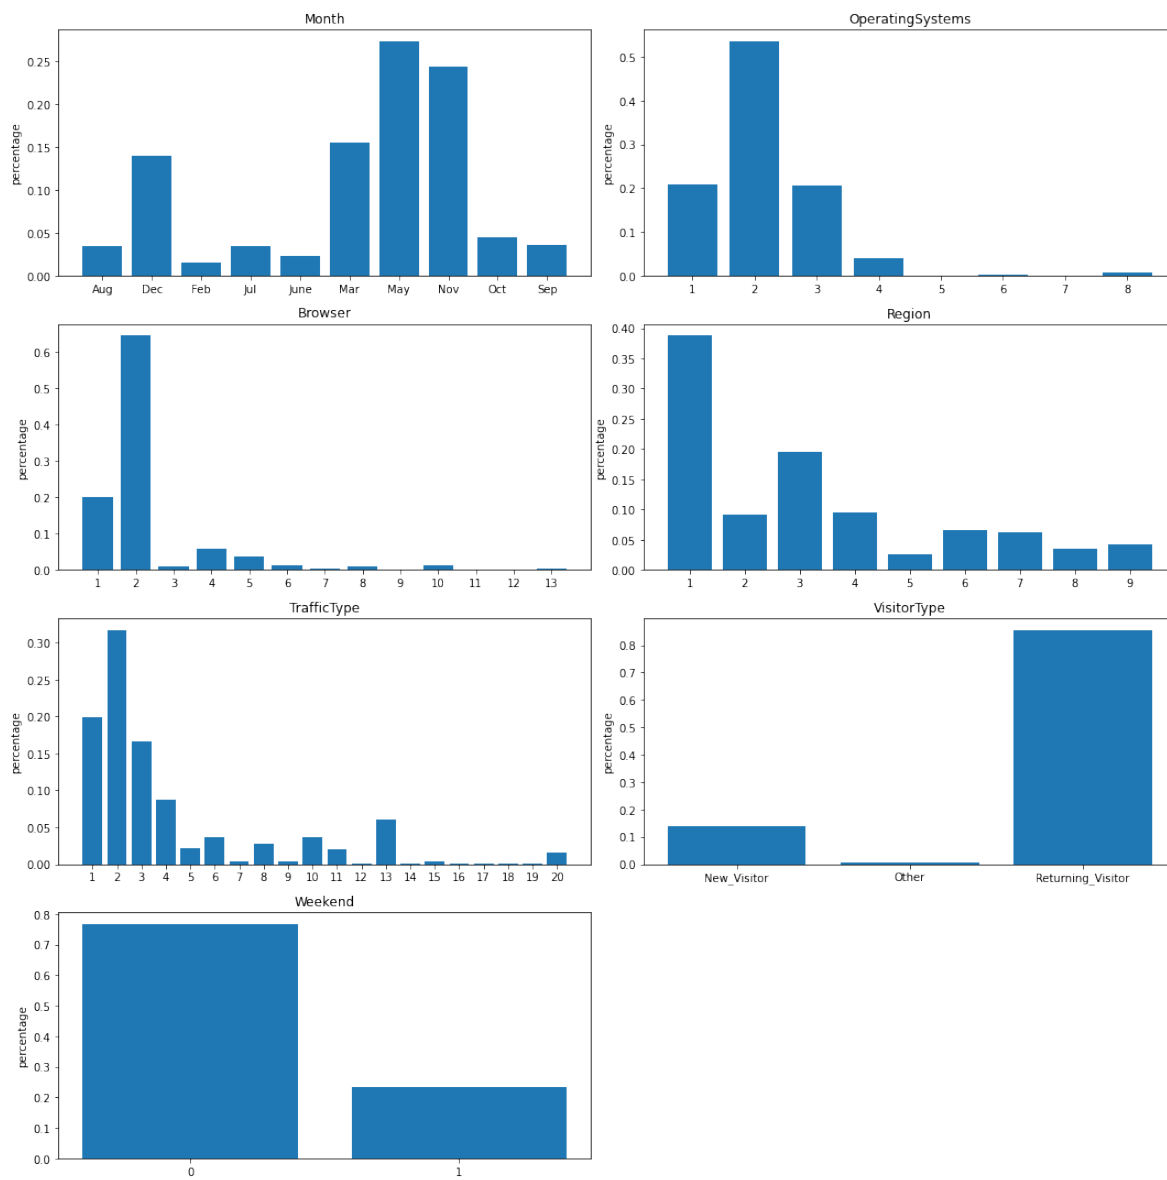 Month
percentage
0.25
0.20
0.15
0.10
0.05
0.00
Aug Dec Feb Jul June Mar May Nov Oct Sep
OperatingSystems
percentage
0.5
0.4
0.3
0.2
0.1
0.0
1 2 3 4 5 6 7 8
Browser
percentage
0.6
0.5
0.4
0.3
0.2
0.1
0.0
1 2 3 4 5 6 7 8 9 10 11 12 13
Region
percentage
0.40
0.35
0.30
0.25
0.20
0.15
0.10
0.05
0.00
1 2 3 4 5 6 7 8 9
TrafficType
percentage
0.30
0.25
0.20
0.15
0.10
0.05
0.00
1 2 3 4 5 6 7 8 9 10 11 12 13 14 15 16 17 18 19 20
VisitorType
percentage
0.8
0.7
0.6
0.5
0.4
0.3
0.2
0.1
0.0
New_Visitor Other Returning_Visitor
Weekend
percentage
0.8
0.7
0.6
0.5
0.4
0.3
0.2
0.1
0.0
0 1